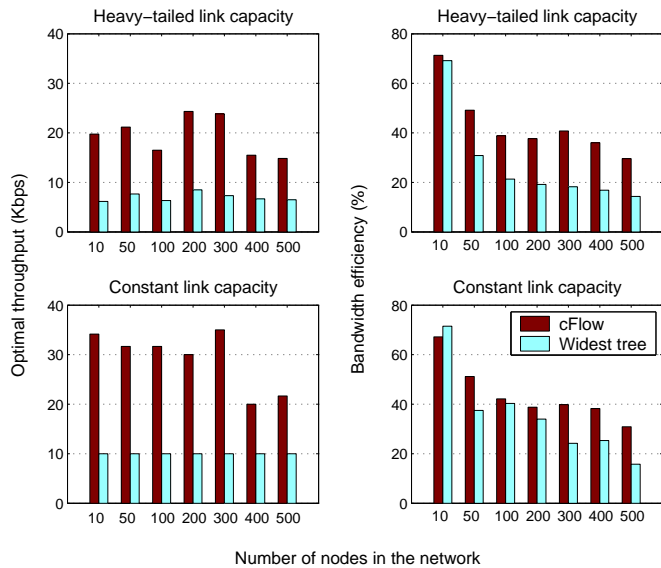 Heavy-tailed link capacity
40
30
20
10
0
10 50 100 200 300 400 500
Heavy-tailed link capacity
80
60
40
20
0
10 50 100 200 300 400 500
Optimal throughput (Kbps)
Bandwidth efficiency (%)
Constant link capacity
40
30
20
10
0
10 50 100 200 300 400 500
Constant link capacity
80
60
40
20
0
10 50 100 200 300 400 500
cFlow
Widest tree
Number of nodes in the network